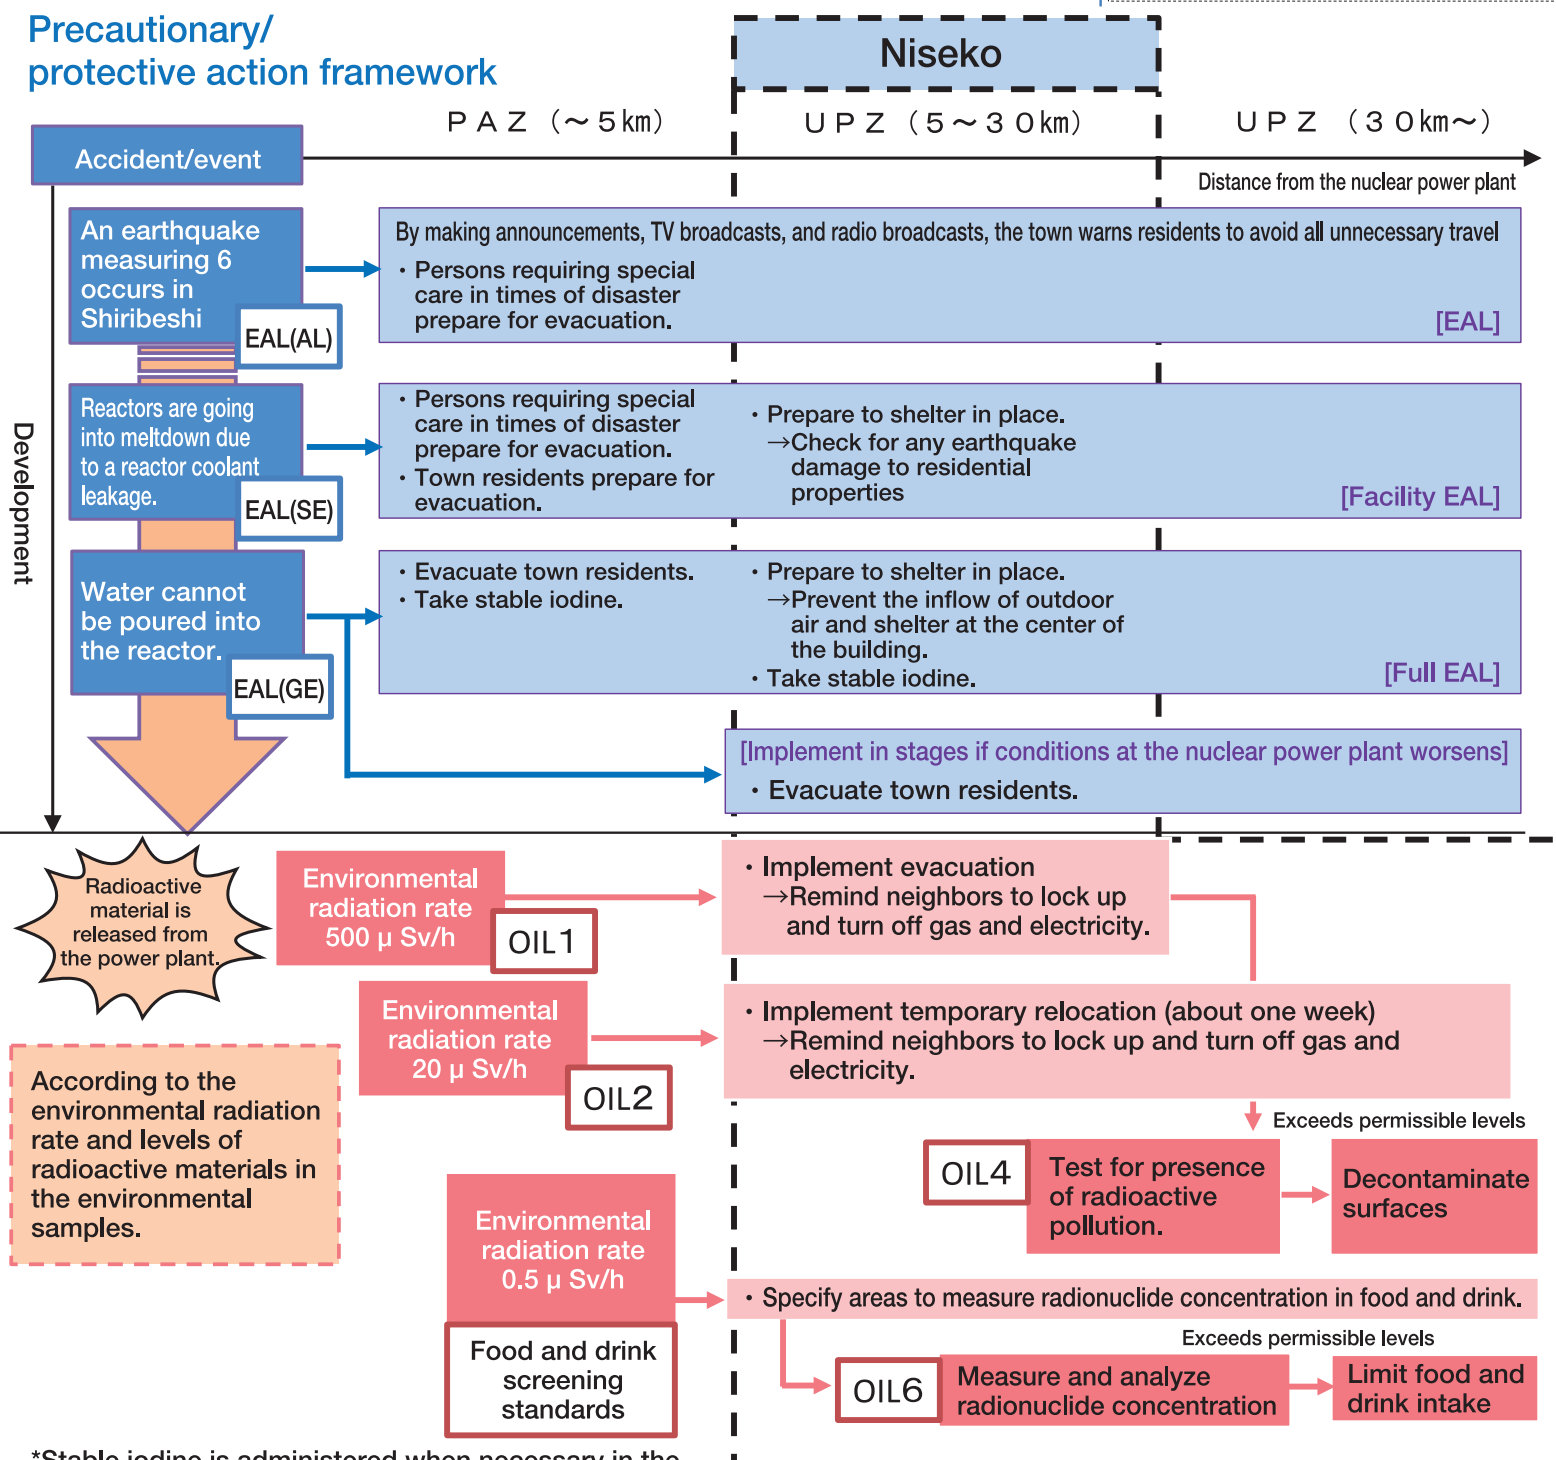 Precautionary/
protective action framework
Niseko
PAZ (～5km)
UPZ (5～30km)
UPZ (30km～)
Accident/event
Distance from the nuclear power plant
Development
An earthquake
measuring 6
occurs in
Shiribeshi
EAL(AL)
By making announcements, TV broadcasts, and radio broadcasts, the town warns residents to avoid all unnecessary travel
・Persons requiring special
care in times of disaster
prepare for evacuation.
[EAL]
Reactors are going
into meltdown due
to a reactor coolant
leakage.
EAL(SE)
・Persons requiring special
care in times of disaster
prepare for evacuation.
・Town residents prepare for
evacuation.
・Prepare to shelter in place.
→Check for any earthquake
damage to residential
properties
[Facility EAL]
Water cannot
be poured into
the reactor.
EAL(GE)
・Evacuate town residents.
・Take stable iodine.
・Prepare to shelter in place.
→Prevent the inflow of outdoor
air and shelter at the center of
the building.
・Take stable iodine.
[Full EAL]
[Implement in stages if conditions at the nuclear power plant worsens]
・Evacuate town residents.
Radioactive
material is
released from
the power plant.
Environmental
radiation rate
500 μ Sv/h
OIL1
・Implement evacuation
→Remind neighbors to lock up
and turn off gas and electricity.
Environmental
radiation rate
20 μ Sv/h
OIL2
・Implement temporary relocation (about one week)
→Remind neighbors to lock up and turn off gas and
electricity.
According to the
environmental radiation
rate and levels of
radioactive materials in
the environmental
samples.
Exceeds permissible levels
OIL4
Test for presence
of radioactive
pollution.
Decontaminate
surfaces
Environmental
radiation rate
0.5 μ Sv/h
・Specify areas to measure radionuclide concentration in food and drink.
Food and drink
screening
standards
Exceeds permissible levels
OIL6
Measure and analyze
radionuclide concentration
Limit food and
drink intake
*Stable iodine is administered when necessary in the